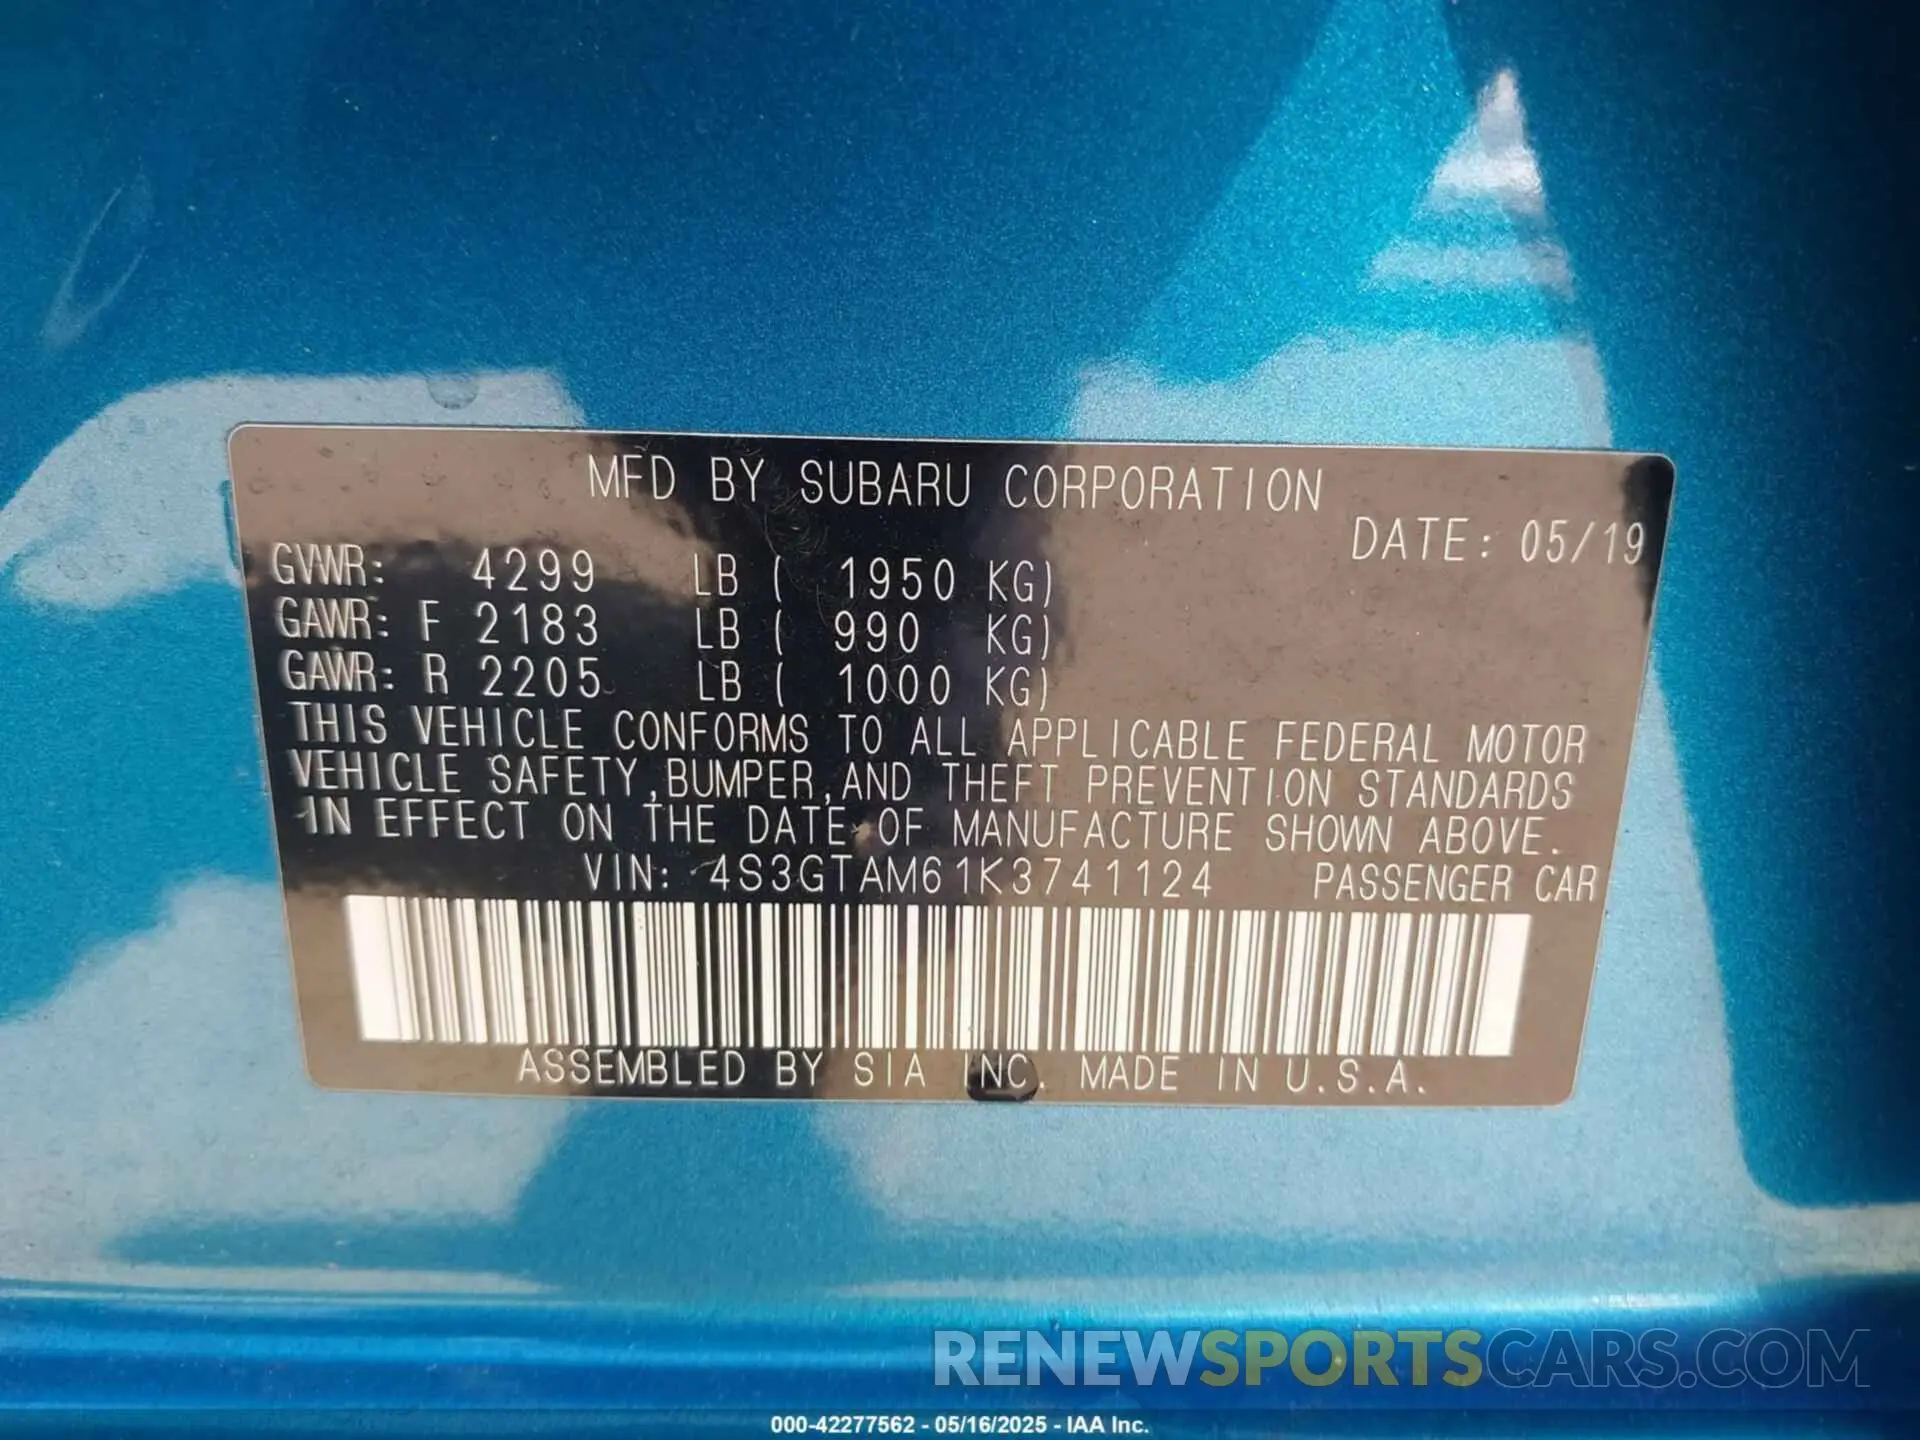 MFD BY SUBARU CORPORATION
DATE: 05/19
GVWR: 4299 LB ( 1950 KG)
GAWR: F 2183 LB ( 990 KG)
GAWR: R 2205 LB ( 1000 KG)
THIS VEHICLE CONFORMS TO ALL APPLICABLE FEDERAL MOTOR
VEHICLE SAFETY,BUMPER,AND THEFT PREVENTION STANDARDS
IN EFFECT ON THE DATE OF MANUFACTURE SHOWN ABOVE.
VIN: 4S3GTAM61K3741124 PASSENGER CAR
ASSEMBLED BY SIA INC. MADE IN U.S.A.
RENEWSPORTSCARS.COM
000-42277562 - 05/16/2025 - IAA Inc.